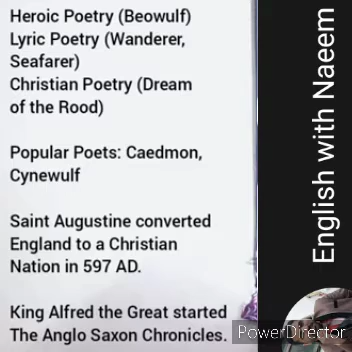 Heroic Poetry (Beowulf)
Lyric Poetry (Wanderer,
Seafarer)
Christian Poetry (Dream
of the Rood)
Popular Poets: Caedmon,
Cynewulf
Saint Augustine converted
England to a Christian
Nation in 597 AD.
King Alfred the Great started
The Anglo Saxon Chronicles.
English with Naeem
PowerDirector